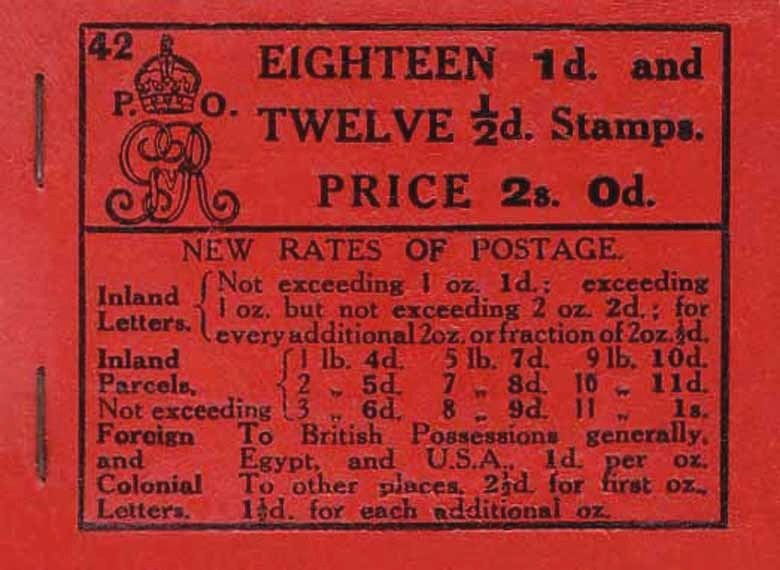 42
P. O.
GvR
EIGHTEEN 1d. and
TWELVE ½d. Stamps.
PRICE 2s. 0d.
NEW RATES OF POSTAGE.
Inland Letters. { Not exceeding 1 oz. 1d.; exceeding
1 oz. but not exceeding 2 oz. 2d.; for
every additional 2oz. or fraction of 2oz. ½d.
Inland { 1 lb. 4d. 5 lb. 7d. 9 lb. 10d.
Parcels. 2 „ 5d. 7 „ 8d. 10 „ 11d.
Not exceeding 3 „ 6d. 8 „ 9d. 11 „ 1s.
Foreign To British Possessions generally,
and Egypt, and U.S.A., 1d. per oz.
Colonial To other places, 2½d. for first oz.,
Letters. 1½d. for each additional oz.